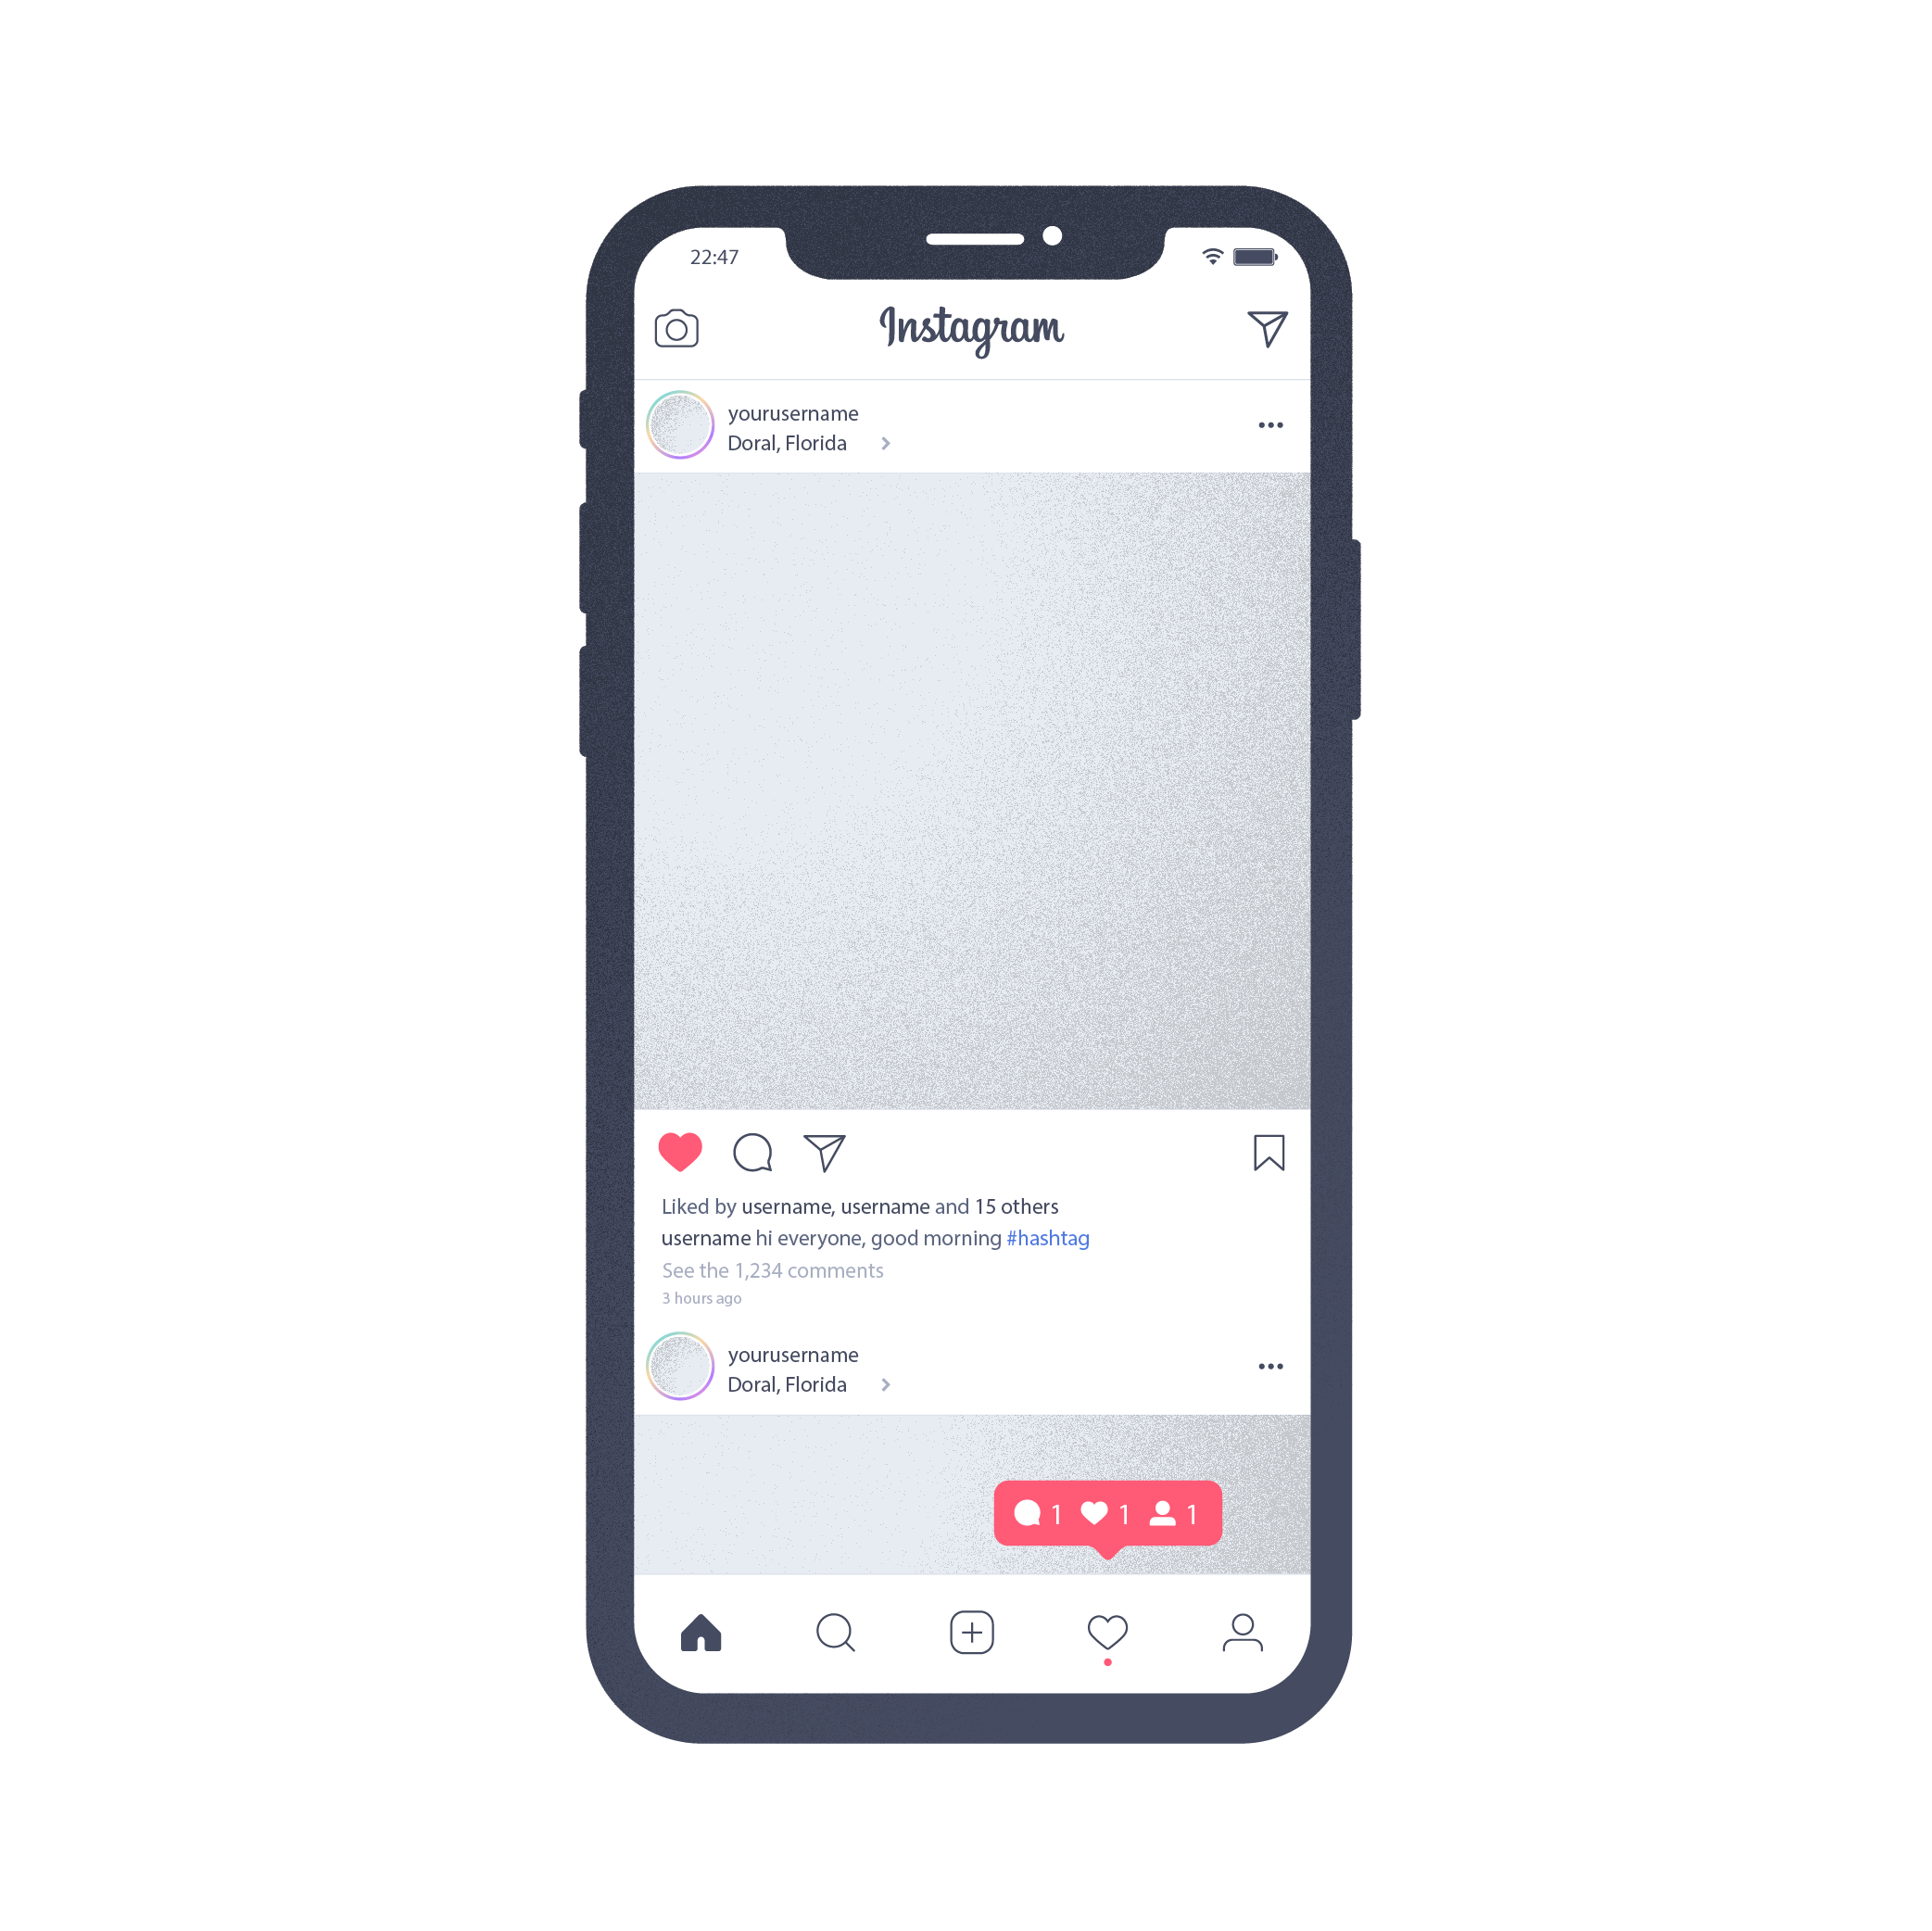 22:47
Instagram
yourusername
Doral, Florida
Liked by username, username and 15 others
username hi everyone, good morning #hashtag
See the 1,234 comments
3 hours ago
yourusername
Doral, Florida
1 1 1